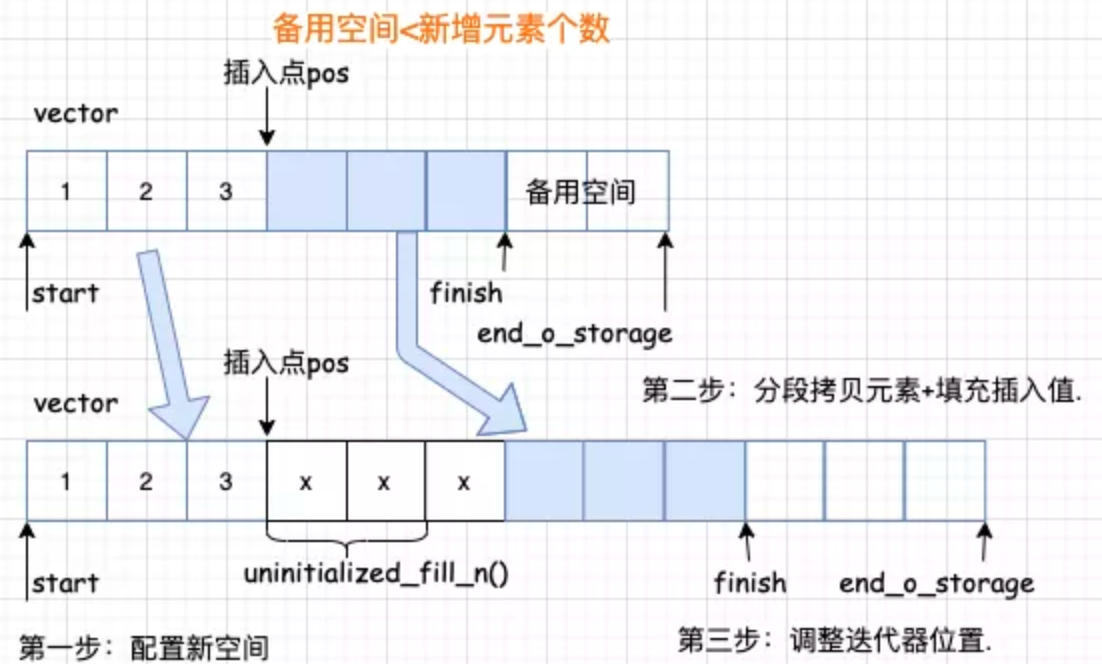 备用空间<新增元素个数
插入点pos
vector
1 2 3 备用空间
start
finish
end_o_storage
插入点pos
第二步：分段拷贝元素+填充插入值.
vector
1 2 3 x x x
uninitialized_fill_n()
start
finish
end_o_storage
第一步：配置新空间
第三步：调整迭代器位置.